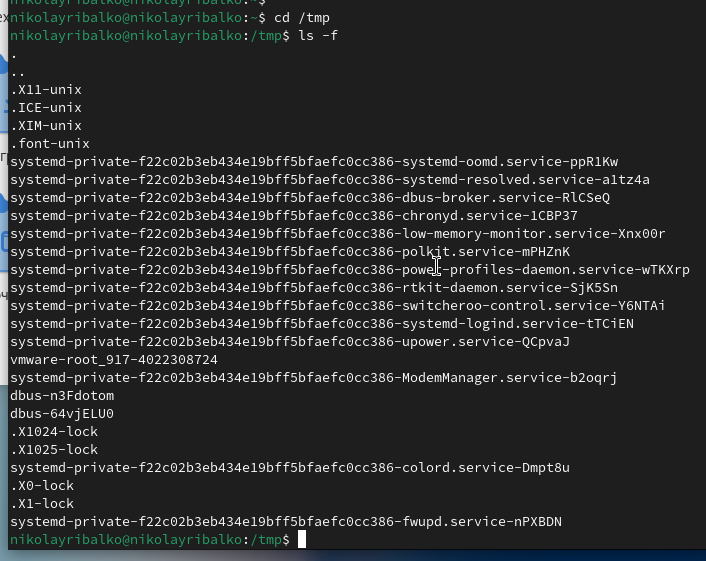 nikolayribalko@nikolayribalko:~$
nikolayribalko@nikolayribalko:~$ cd /tmp
nikolayribalko@nikolayribalko:/tmp$ ls -f
.
..
.X11-unix
.ICE-unix
.XIM-unix
.font-unix
systemd-private-f22c02b3eb434e19bff5bfaefc0cc386-systemd-oomd.service-ppR1Kw
systemd-private-f22c02b3eb434e19bff5bfaefc0cc386-systemd-resolved.service-a1tz4a
systemd-private-f22c02b3eb434e19bff5bfaefc0cc386-dbus-broker.service-RlCSeQ
systemd-private-f22c02b3eb434e19bff5bfaefc0cc386-chronyd.service-1CBP37
systemd-private-f22c02b3eb434e19bff5bfaefc0cc386-low-memory-monitor.service-Xnx00r
systemd-private-f22c02b3eb434e19bff5bfaefc0cc386-polkit.service-mPHZnK
systemd-private-f22c02b3eb434e19bff5bfaefc0cc386-power-profiles-daemon.service-wTKXrp
systemd-private-f22c02b3eb434e19bff5bfaefc0cc386-rtkit-daemon.service-SjK5Sn
systemd-private-f22c02b3eb434e19bff5bfaefc0cc386-switcheroo-control.service-Y6NTAi
systemd-private-f22c02b3eb434e19bff5bfaefc0cc386-systemd-logind.service-tTCiEN
systemd-private-f22c02b3eb434e19bff5bfaefc0cc386-upower.service-QCpvaJ
vmware-root_917-4022308724
systemd-private-f22c02b3eb434e19bff5bfaefc0cc386-ModemManager.service-b2oqrj
dbus-n3Fdotom
dbus-64vjELU0
.X1024-lock
.X1025-lock
systemd-private-f22c02b3eb434e19bff5bfaefc0cc386-colord.service-Dmpt8u
.X0-lock
.X1-lock
systemd-private-f22c02b3eb434e19bff5bfaefc0cc386-fwupd.service-nPXBDN
nikolayribalko@nikolayribalko:/tmp$